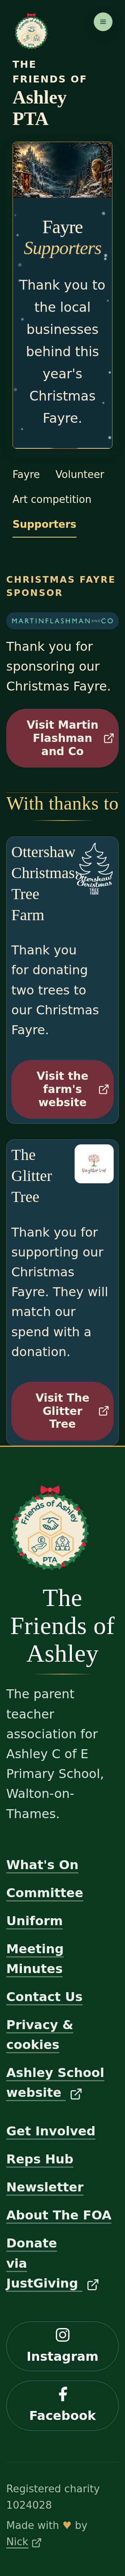 THE
FRIENDS OF
Ashley
PTA
Fayre
Supporters
Thank you to
the local
businesses
behind this
year's
Christmas
Fayre.
Fayre Volunteer
Art competition
Supporters
CHRISTMAS FAYRE
SPONSOR
MARTINFLASHMANANDCO
Thank you for
sponsoring our
Christmas Fayre.
Visit Martin
Flashman
and Co
With thanks to
Ottershaw
Christmas
Tree
Farm
Ottershaw
Christmas
TREE
FARM
Thank you
for donating
two trees to
our Christmas
Fayre.
Visit the
farm's
website
The
Glitter
Tree
Thank you for
supporting our
Christmas
Fayre. They will
match our
spend with a
donation.
Visit The
Glitter
Tree
Friends of Ashley
PTA
The
Friends of
Ashley
The parent
teacher
association for
Ashley C of E
Primary School,
Walton-on-
Thames.
What's On
Committee
Uniform
Meeting
Minutes
Contact Us
Privacy &
cookies
Ashley School
website
Get Involved
Reps Hub
Newsletter
About The FOA
Donate
via
JustGiving
Instagram
Facebook
Registered charity
1024028
Made with ♥ by
Nick